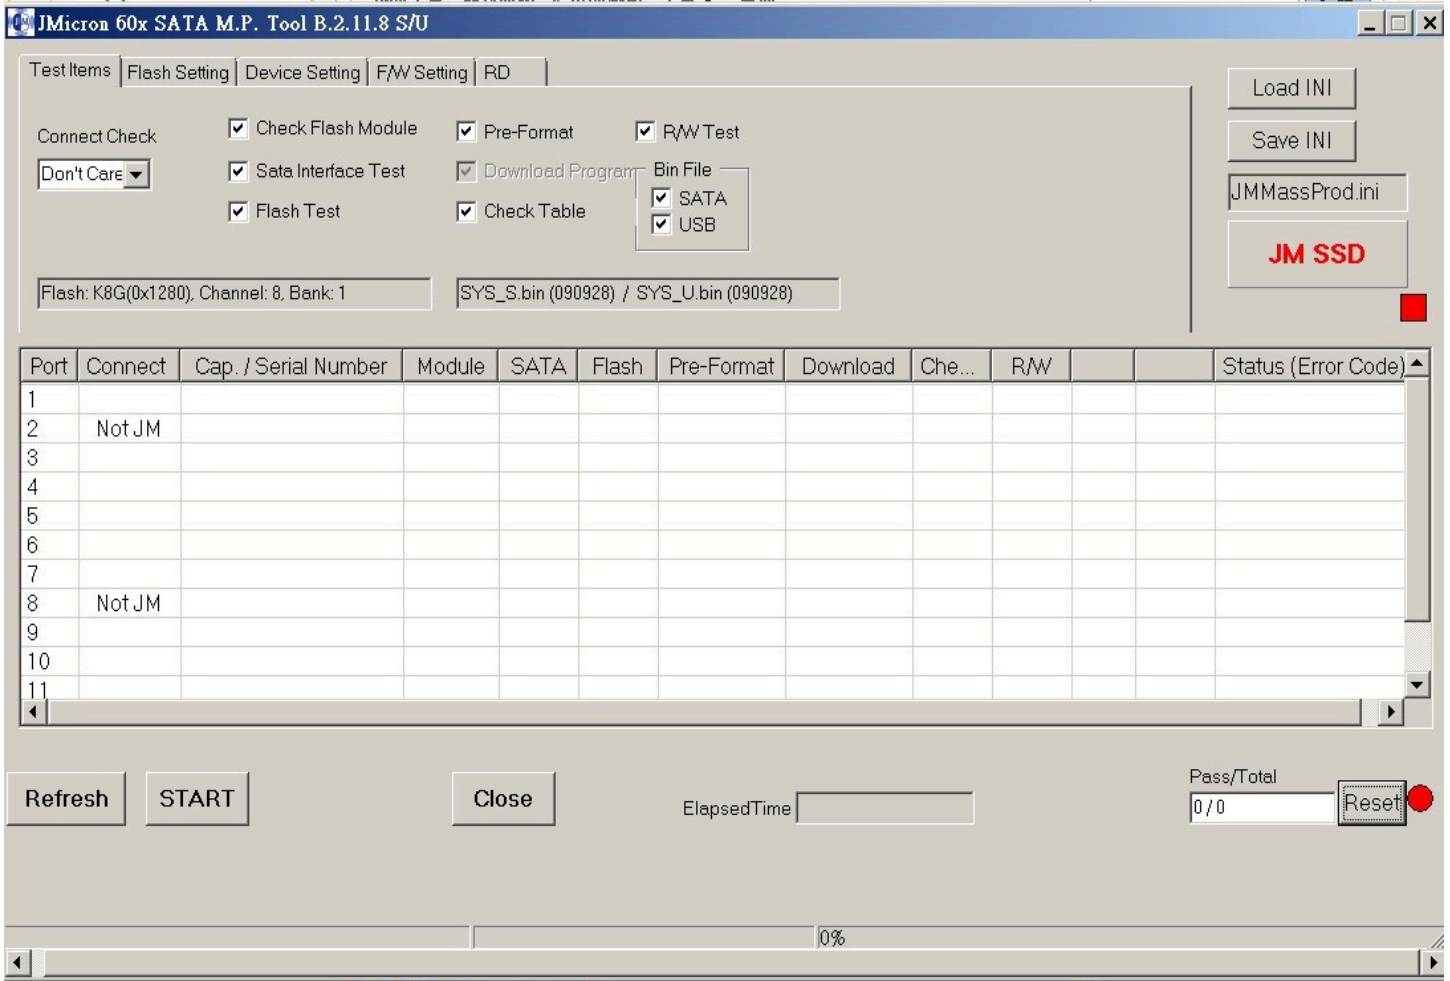 JMicron 60x SATA M.P. Tool B.2.11.8 S/U
Test Items Flash Setting Device Setting F/W Setting RD
Load INI
Connect Check
Check Flash Module
Pre-Format
R/W Test
Save INI
Don't Care
Sata Interface Test
Download Program
Bin File
SATA
JMMassProd.ini
Flash Test
Check Table
USB
JM SSD
Flash: K8G(0x1280), Channel: 8, Bank: 1
SYS_S.bin (090928) / SYS_U.bin (090928)
Port Connect Cap. / Serial Number Module SATA Flash Pre-Format Download Che... R/W Status (Error Code)
1
2 Not JM
3
4
5
6
7
8 Not JM
9
10
11
Refresh START Close
ElapsedTime
Pass/Total
0 / 0
Reset
0%